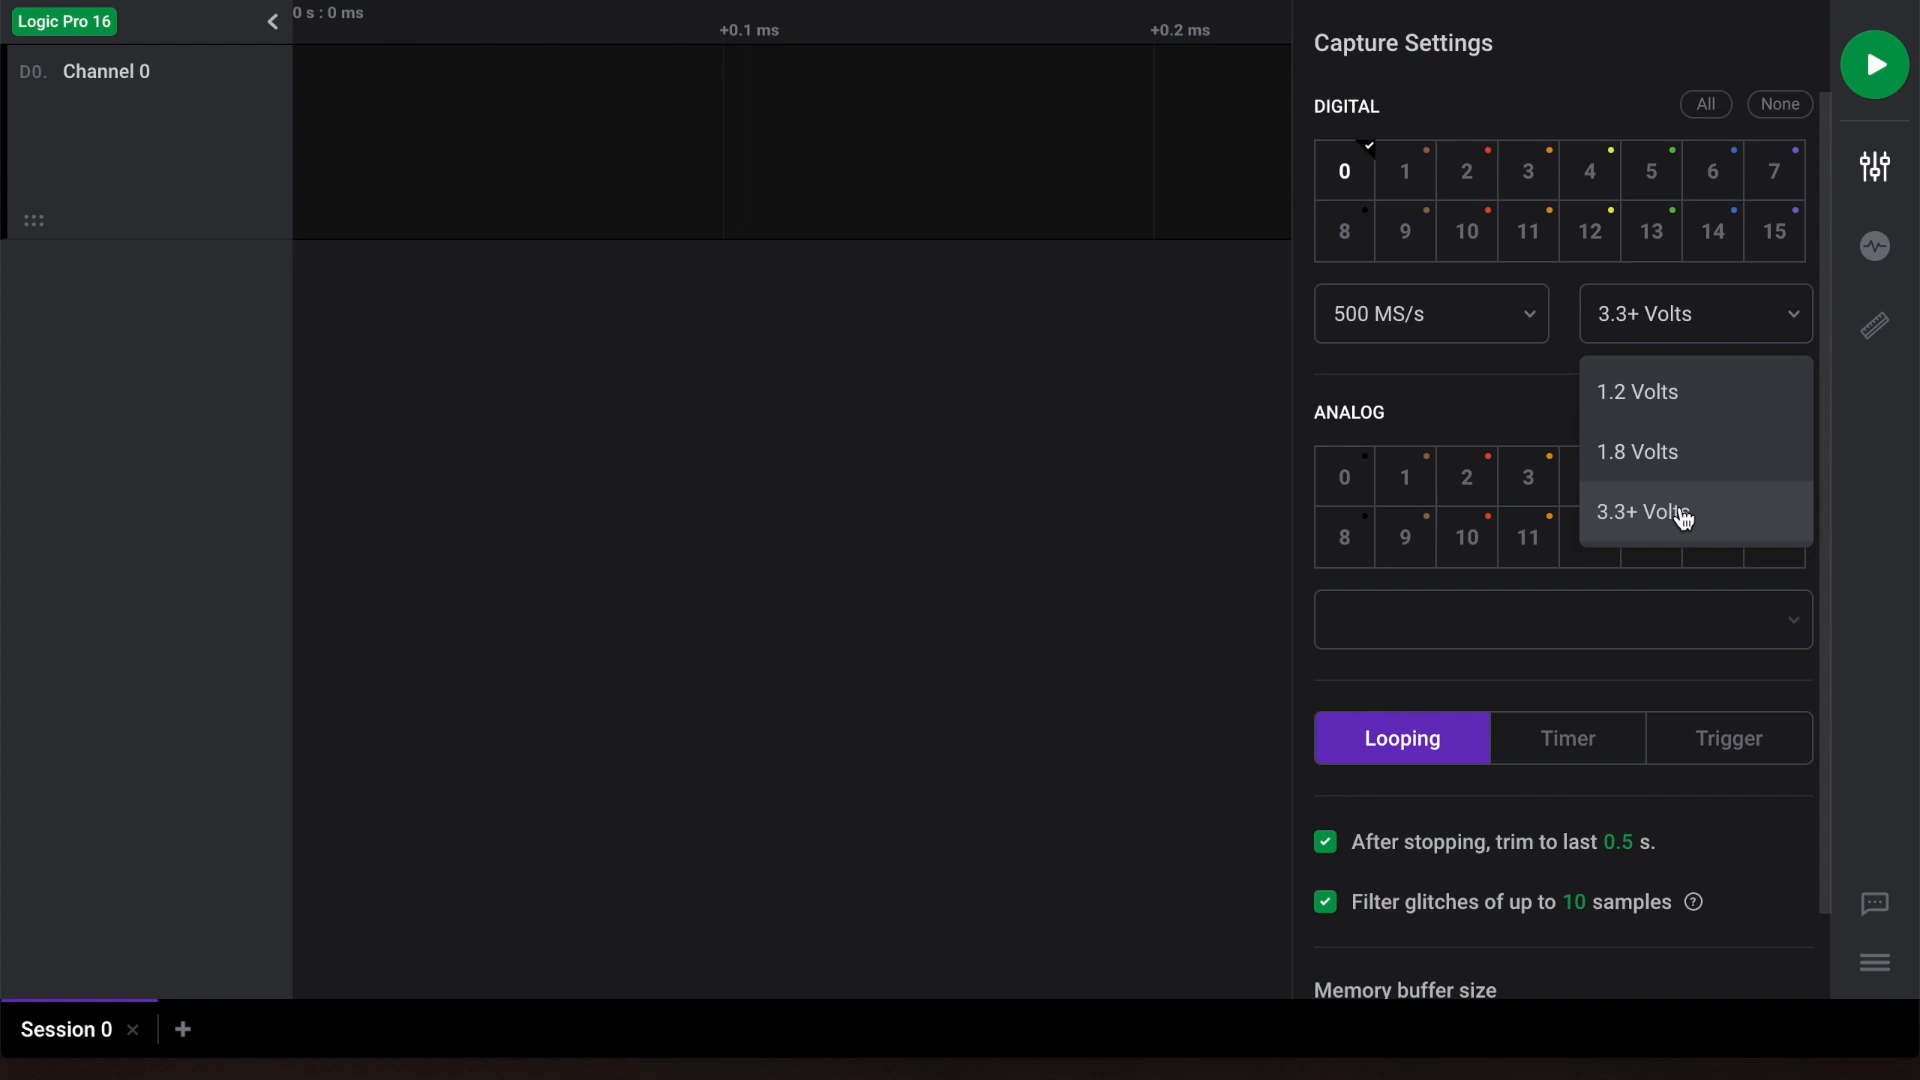 Logic Pro 16
0 s : 0 ms
+0.1 ms
+0.2 ms
D0. Channel 0
Capture Settings
DIGITAL
All
None
0 1 2 3 4 5 6 7
8 9 10 11 12 13 14 15
500 MS/s
3.3+ Volts
1.2 Volts
1.8 Volts
3.3+ Volts
ANALOG
0 1 2 3
8 9 10 11
Looping
Timer
Trigger
After stopping, trim to last 0.5 s.
Filter glitches of up to 10 samples ?
Memory buffer size
Session 0